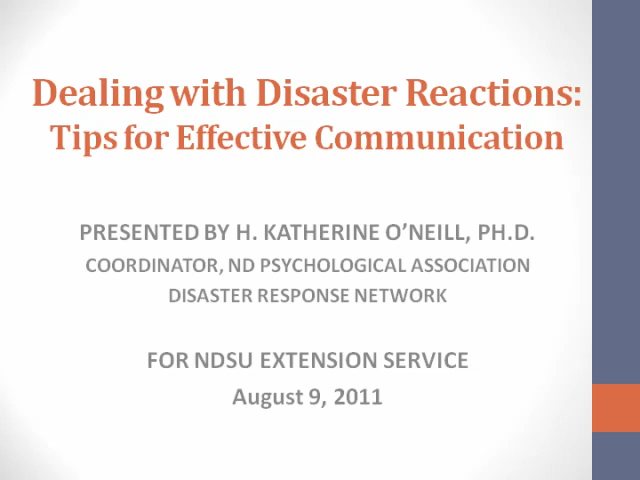 Dealing with Disaster Reactions:
Tips for Effective Communication
PRESENTED BY H. KATHERINE O’NEILL, PH.D.
COORDINATOR, ND PSYCHOLOGICAL ASSOCIATION
DISASTER RESPONSE NETWORK
FOR NDSU EXTENSION SERVICE
August 9, 2011